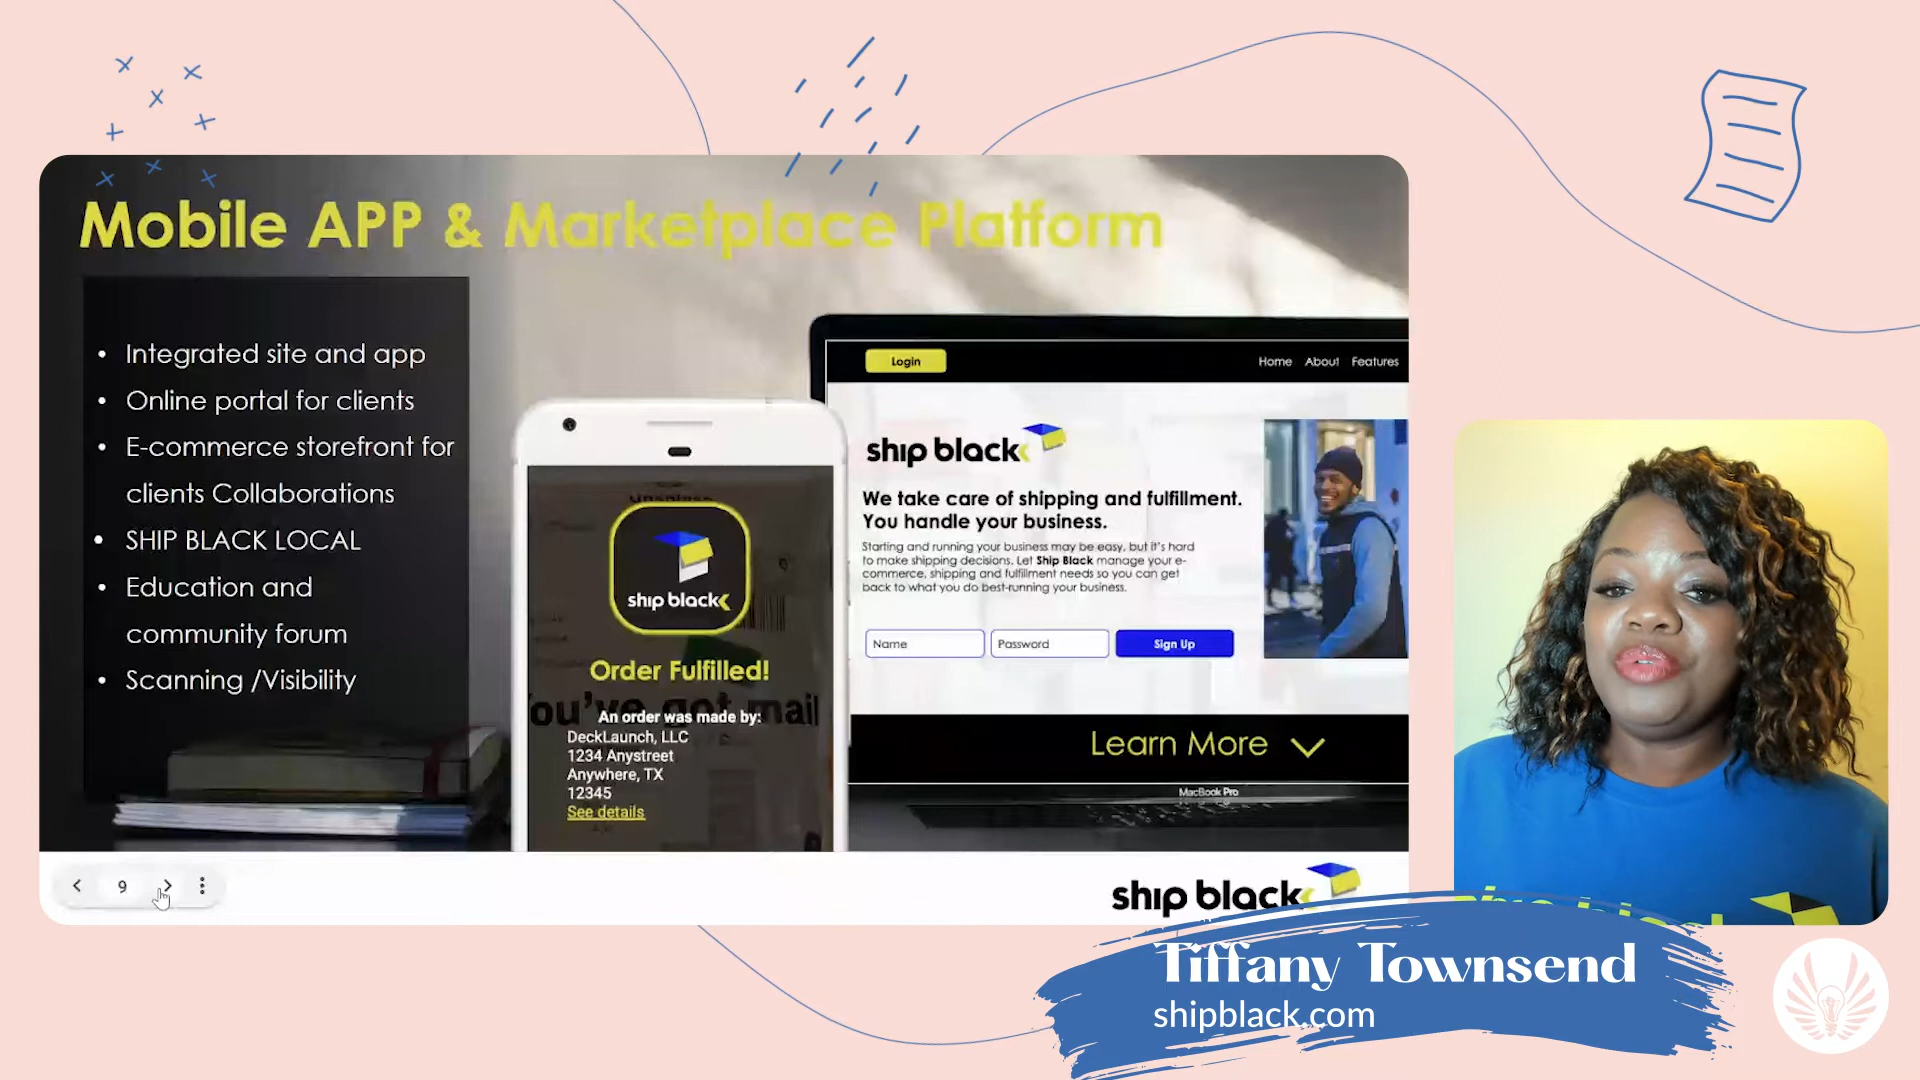 Mobile APP & Marketplace Platform
• Integrated site and app
• Online portal for clients
• E-commerce storefront for
clients Collaborations
• SHIP BLACK LOCAL
• Education and
community forum
• Scanning /Visibility
ship black
Order Fulfilled!
You've got mail
An order was made by:
DeckLaunch, LLC
1234 Anystreet
Anywhere, TX
12345
See details
Login
Home About Features
ship black
We take care of shipping and fulfillment.
You handle your business.
Starting and running your business may be easy, but it's hard
to make shipping decisions. Let Ship Black manage your e-
commerce, shipping and fulfillment needs so you can get
back to what you do best-running your business.
Name Password Sign Up
Learn More
MacBook Pro
9
ship black
Tiffany Townsend
shipblack.com